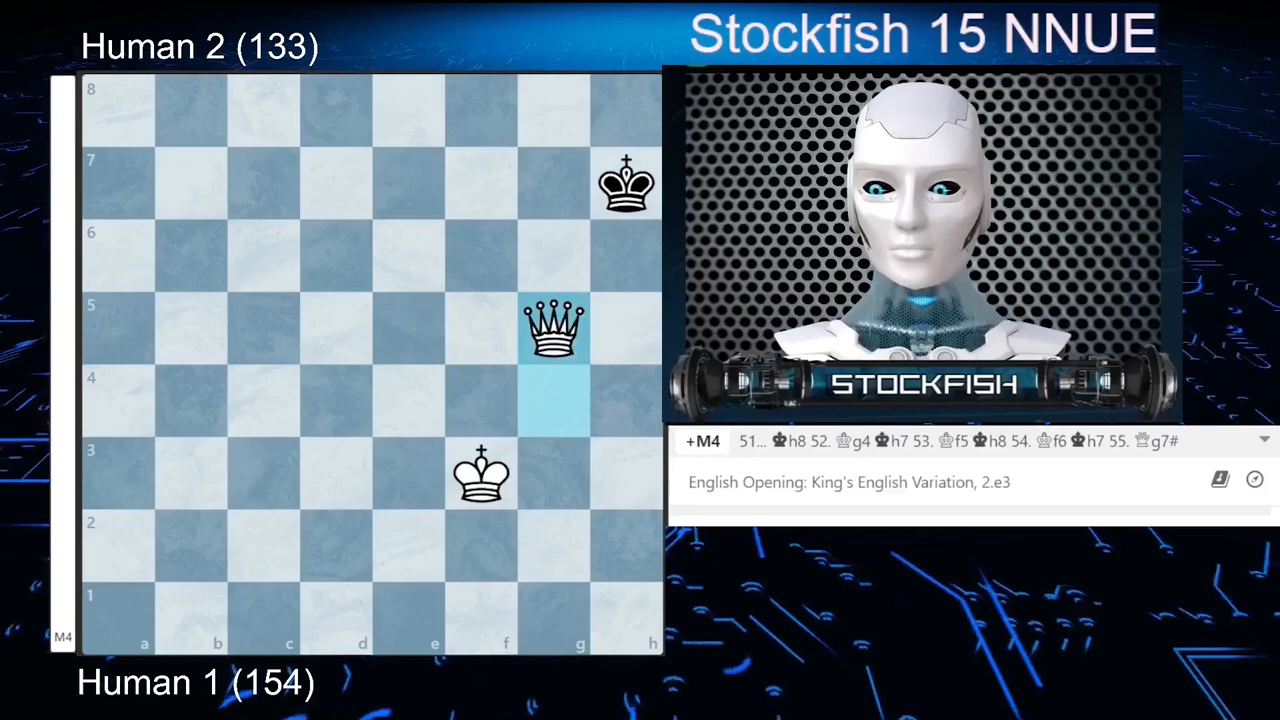 Human 2 (133)
Stockfish 15 NNUE
8
7
6
5
4
3
2
1
a b c d e f g h
M4
STOCKFISH
+M4 51... ♚h8 52. ♔g4 ♚h7 53. ♔f5 ♚h8 54. ♔f6 ♚h7 55. ♕g7#
English Opening: King's English Variation, 2.e3
Human 1 (154)